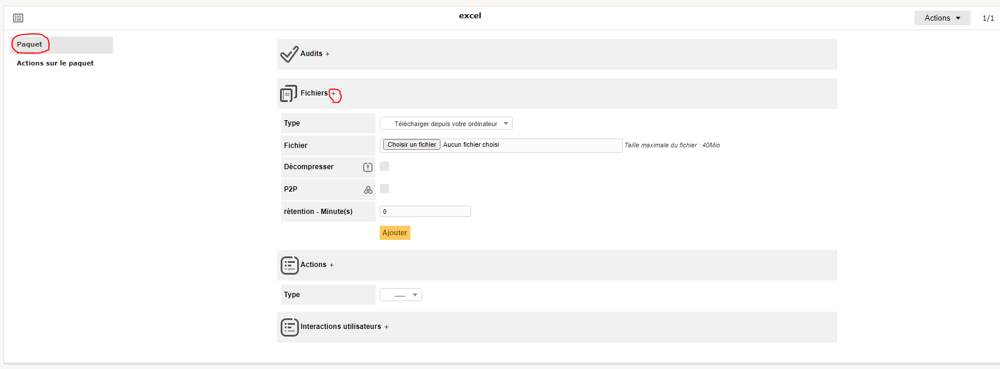 excel
Actions
1/1
Paquet
Actions sur le paquet
Audits +
Fichiers +
Type
Télécharger depuis votre ordinateur
Fichier
Choisir un fichier Aucun fichier choisi
Taille maximale du fichier : 40Mio
Décompresser
P2P
rétention - Minute(s)
0
Ajouter
Actions +
Type
-----
Interactions utilisateurs +